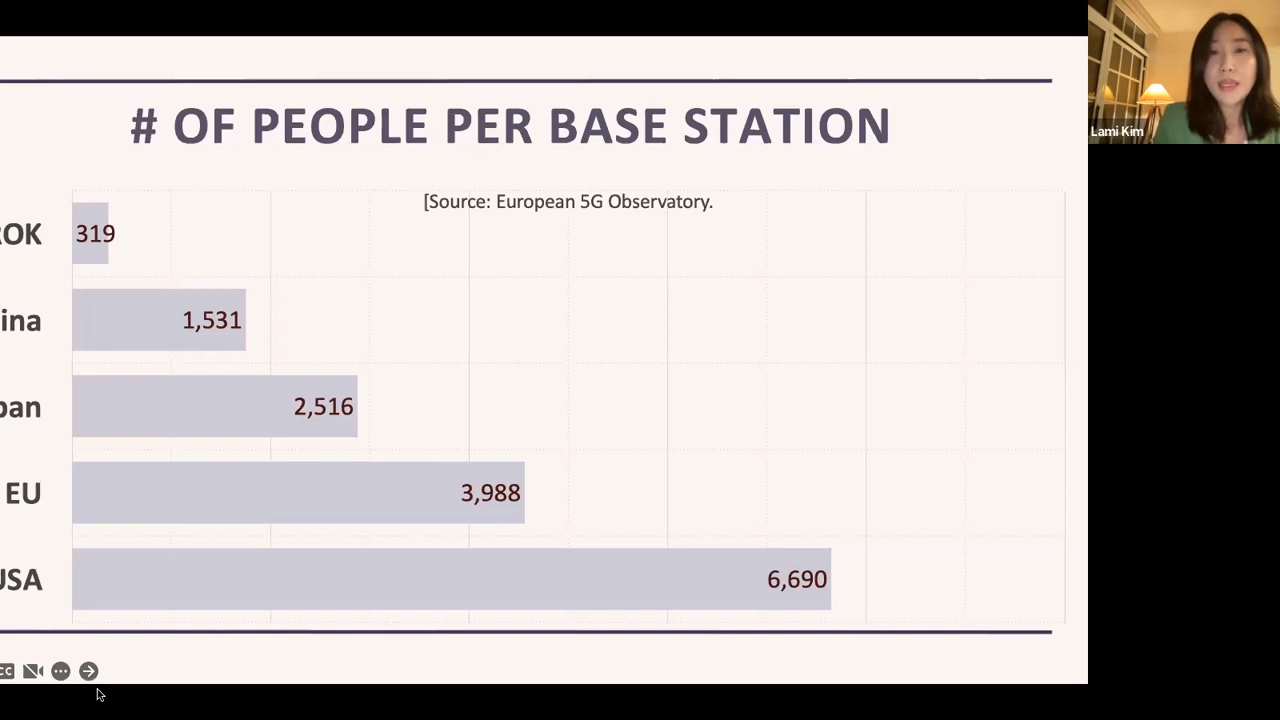 # OF PEOPLE PER BASE STATION
Lami Kim
[Source: European 5G Observatory.
ROK 319
ina 1,531
pan 2,516
EU 3,988
USA 6,690
CC